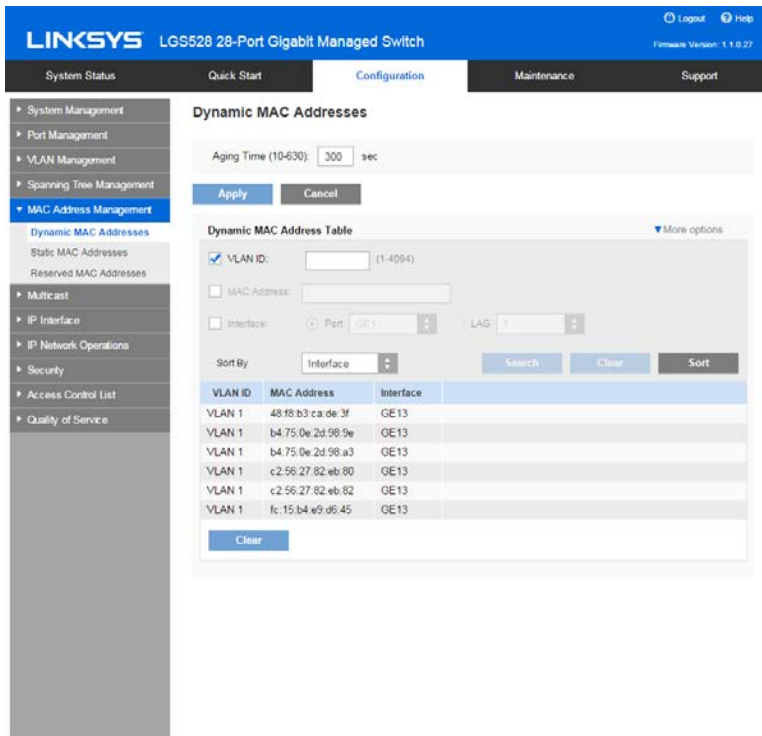 Logout Help
LINKSYS LGS528 28-Port Gigabit Managed Switch
Firmware Version: 1.1.0.27
System Status Quick Start Configuration Maintenance Support
System Management
Port Management
VLAN Management
Spanning Tree Management
MAC Address Management
Dynamic MAC Addresses
Static MAC Addresses
Reserved MAC Addresses
Multicast
IP Interface
IP Network Operations
Security
Access Control List
Quality of Service
Dynamic MAC Addresses
Aging Time (10-630): 300 sec
Apply Cancel
Dynamic MAC Address Table More options
VLAN ID: (1-4094)
MAC Address:
Interface: Port GE1 LAG 1
Sort By Interface Search Clear Sort
VLAN ID MAC Address Interface
VLAN 1 48:f8:b3:ca:de:3f GE13
VLAN 1 b4:75:0e:2d:98:9e GE13
VLAN 1 b4:75:0e:2d:98:a3 GE13
VLAN 1 c2:56:27:82:eb:80 GE13
VLAN 1 c2:56:27:82:eb:82 GE13
VLAN 1 fc:15:b4:e9:d6:45 GE13
Clear